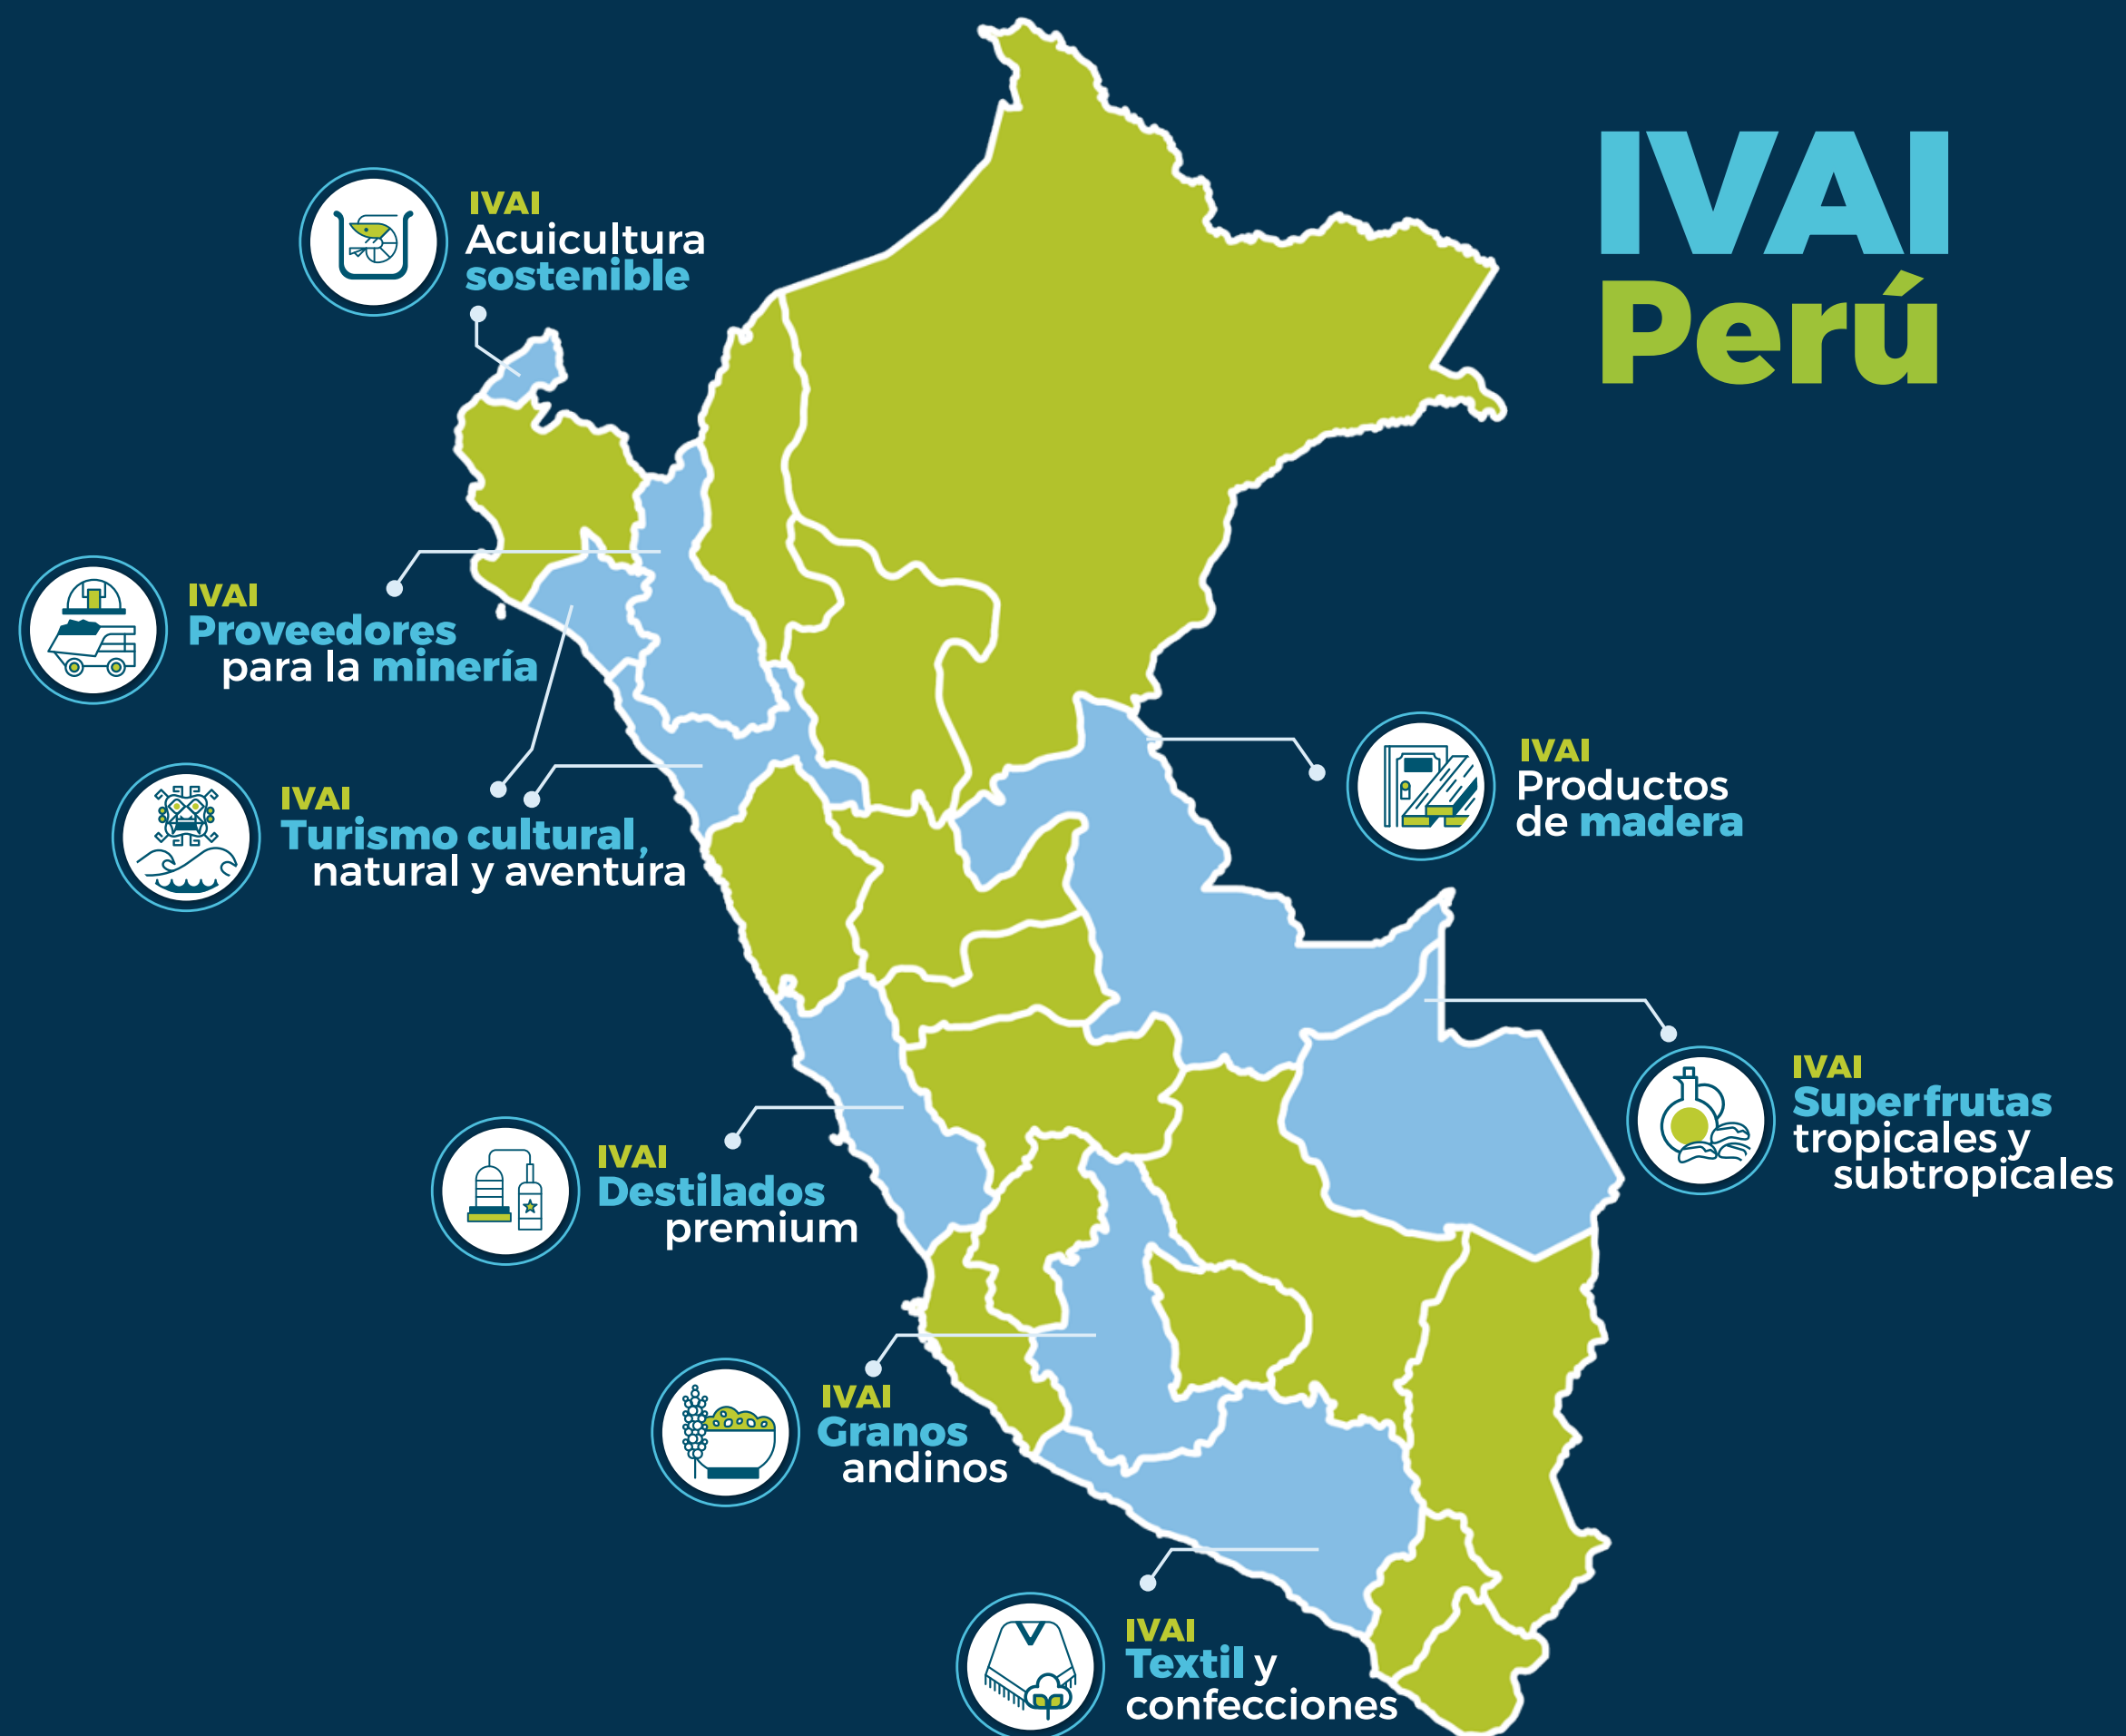 IVAI
Perú
IVAI
Acuicultura
sostenible
IVAI
Proveedores
para la minería
IVAI
Turismo cultural,
natural y aventura
IVAI
Productos
de madera
IVAI
Superfrutas
tropicales y
subtropicales
IVAI
Destilados
premium
IVAI
Granos
andinos
IVAI
Textil y
confecciones